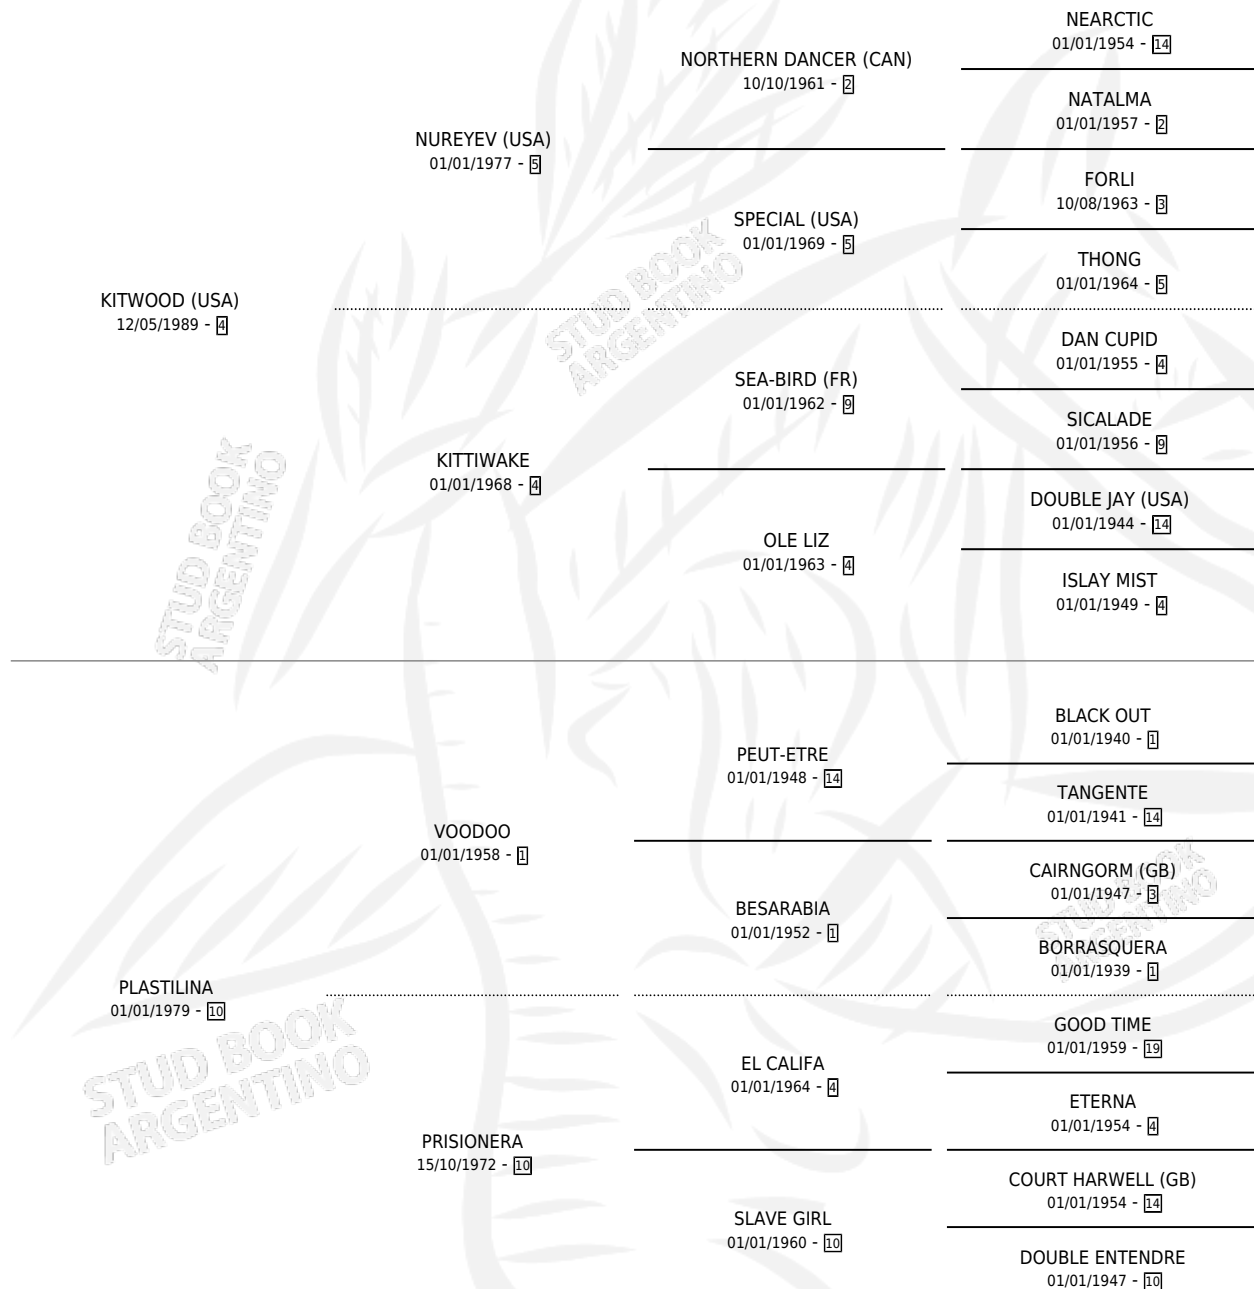 NEARCTIC
01/01/1954 - 14
NORTHERN DANCER (CAN)
10/10/1961 - 2
NATALMA
01/01/1957 - 2
NUREYEV (USA)
01/01/1977 - 5
FORLI
10/08/1963 - 3
SPECIAL (USA)
01/01/1969 - 5
THONG
01/01/1964 - 5
KITWOOD (USA)
12/05/1989 - 4
STUD BOOK
ARGENTINO
DAN CUPID
01/01/1955 - 4
SEA-BIRD (FR)
01/01/1962 - 9
SICALADE
01/01/1956 - 9
KITTIWAKE
01/01/1968 - 4
DOUBLE JAY (USA)
01/01/1944 - 14
OLE LIZ
01/01/1963 - 4
ISLAY MIST
01/01/1949 - 4
STUD BOOK
ARGENTINO
BLACK OUT
01/01/1940 - 1
PEUT-ETRE
01/01/1948 - 14
TANGENTE
01/01/1941 - 14
VOODOO
01/01/1958 - 1
CAIRNGORM (GB)
01/01/1947 - 3
BESARABIA
01/01/1952 - 1
BORRASQUERA
01/01/1939 - 1
STUD BOOK
ARGENTINO
PLASTILINA
01/01/1979 - 10
GOOD TIME
01/01/1959 - 19
EL CALIFA
01/01/1964 - 4
ETERNA
01/01/1954 - 4
STUD BOOK
ARGENTINO
PRISIONERA
15/10/1972 - 10
COURT HARWELL (GB)
01/01/1954 - 14
SLAVE GIRL
01/01/1960 - 10
DOUBLE ENTENDRE
01/01/1947 - 10